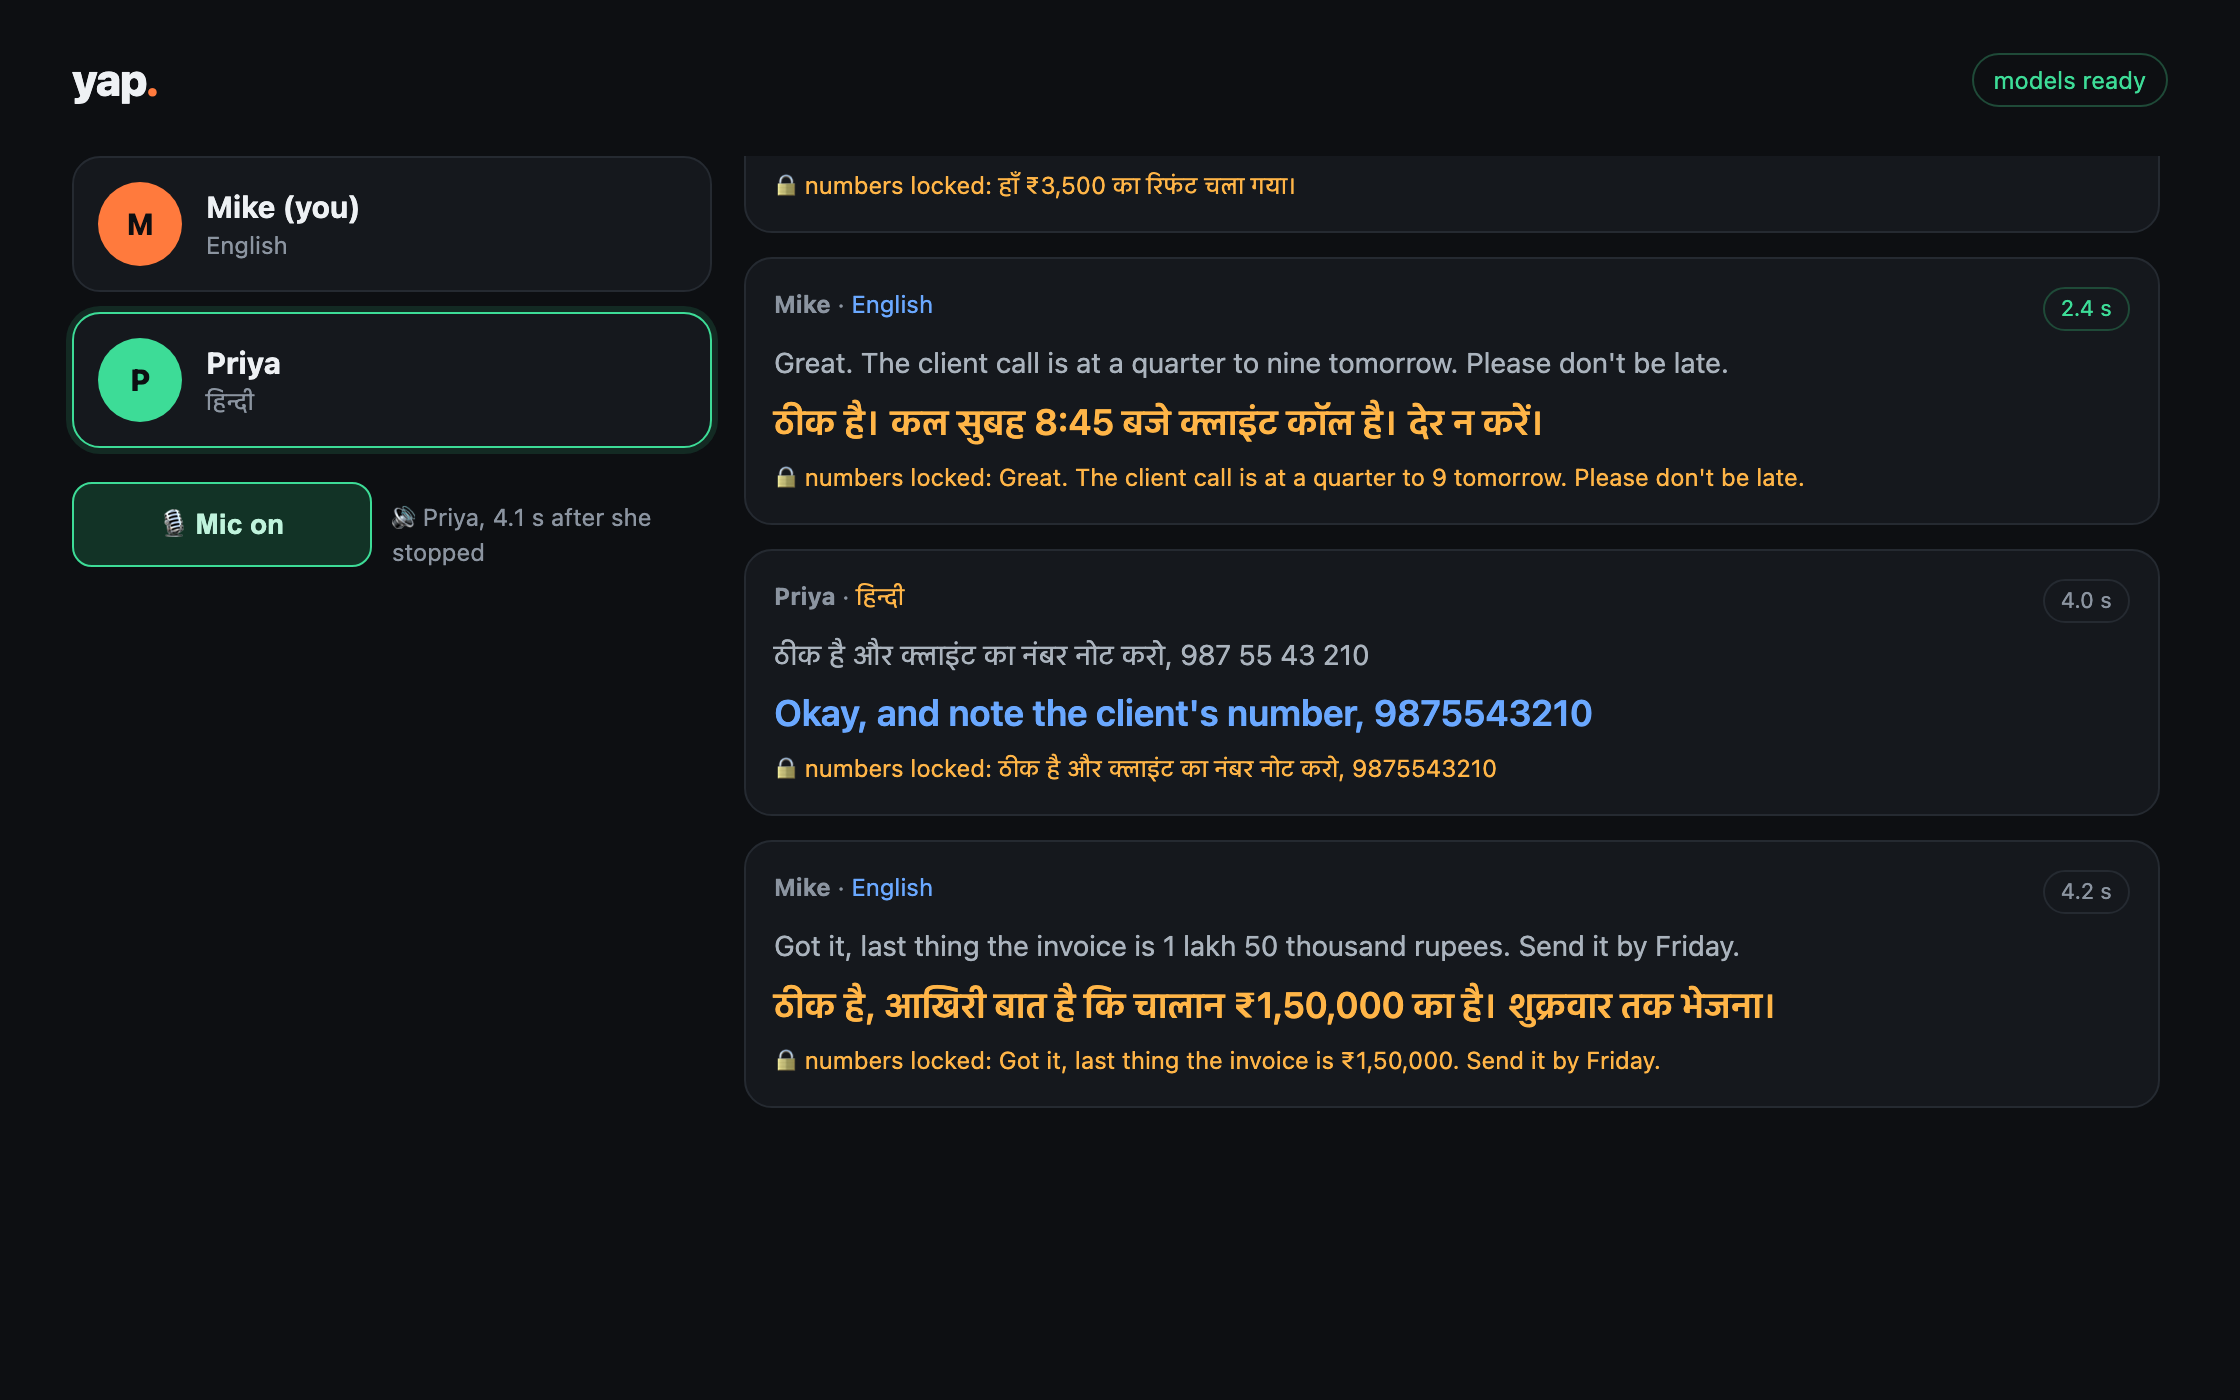 yap.
models ready
M
Mike (you)
English
P
Priya
हिन्दी
🎙️ Mic on
🔊 Priya, 4.1 s after she
stopped
🔒 numbers locked: हाँ ₹3,500 का रिफंट चला गया।
Mike · English
2.4 s
Great. The client call is at a quarter to nine tomorrow. Please don't be late.
ठीक है। कल सुबह 8:45 बजे क्लाइंट कॉल है। देर न करें।
🔒 numbers locked: Great. The client call is at a quarter to 9 tomorrow. Please don't be late.
Priya · हिन्दी
4.0 s
ठीक है और क्लाइंट का नंबर नोट करो, 987 55 43 210
Okay, and note the client's number, 9875543210
🔒 numbers locked: ठीक है और क्लाइंट का नंबर नोट करो, 9875543210
Mike · English
4.2 s
Got it, last thing the invoice is 1 lakh 50 thousand rupees. Send it by Friday.
ठीक है, आखिरी बात है कि चालान ₹1,50,000 का है। शुक्रवार तक भेजना।
🔒 numbers locked: Got it, last thing the invoice is ₹1,50,000. Send it by Friday.